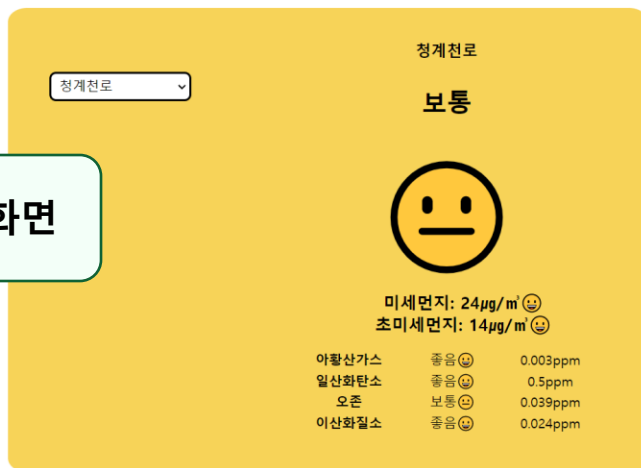 청계천로
청계천로
보통
화면
미세먼지: 24㎍/㎥
초미세먼지: 14㎍/㎥
아황산가스 좋음 0.003ppm
일산화탄소 좋음 0.5ppm
오존 보통 0.039ppm
이산화질소 좋음 0.024ppm